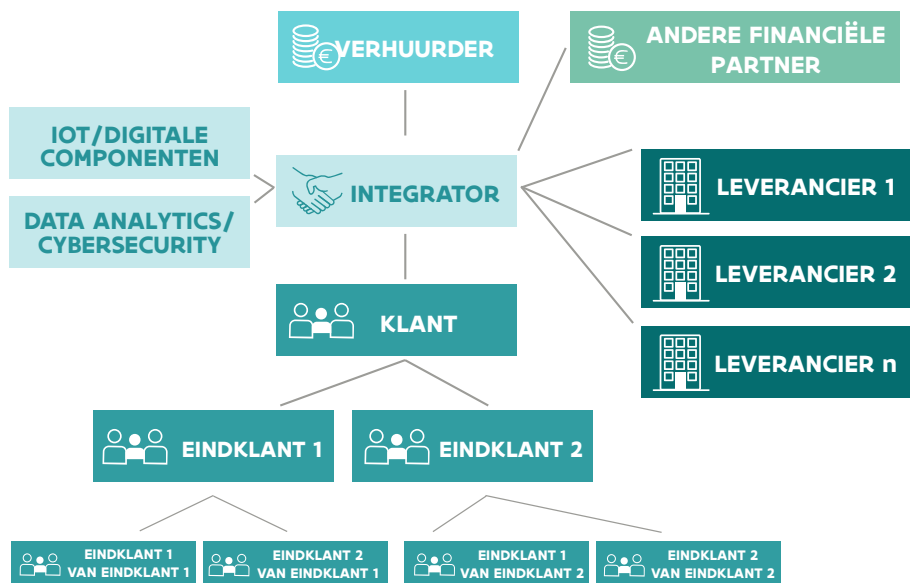 VERHUURDER
ANDERE FINANCIËLE
PARTNER
IOT/DIGITALE
COMPONENTEN
INTEGRATOR
LEVERANCIER 1
DATA ANALYTICS/
CYBERSECURITY
LEVERANCIER 2
KLANT
LEVERANCIER n
EINDKLANT 1
EINDKLANT 2
EINDKLANT 1
VAN EINDKLANT 1
EINDKLANT 2
VAN EINDKLANT 1
EINDKLANT 1
VAN EINDKLANT 2
EINDKLANT 2
VAN EINDKLANT 2